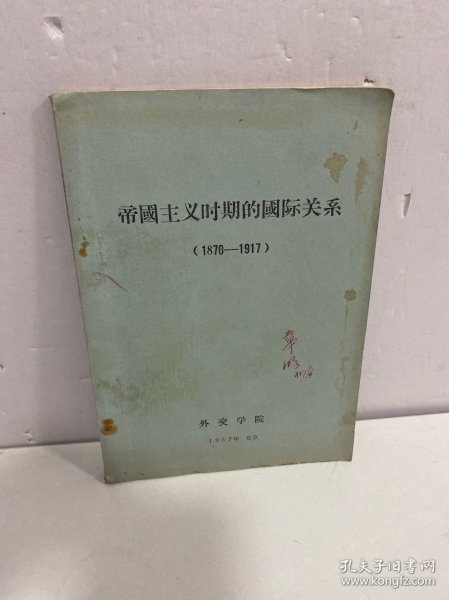 帝國主义时期的國际关系
(1870—1917)
外交学院
1957年 北京
孔夫子旧书网
www.kongfz.com